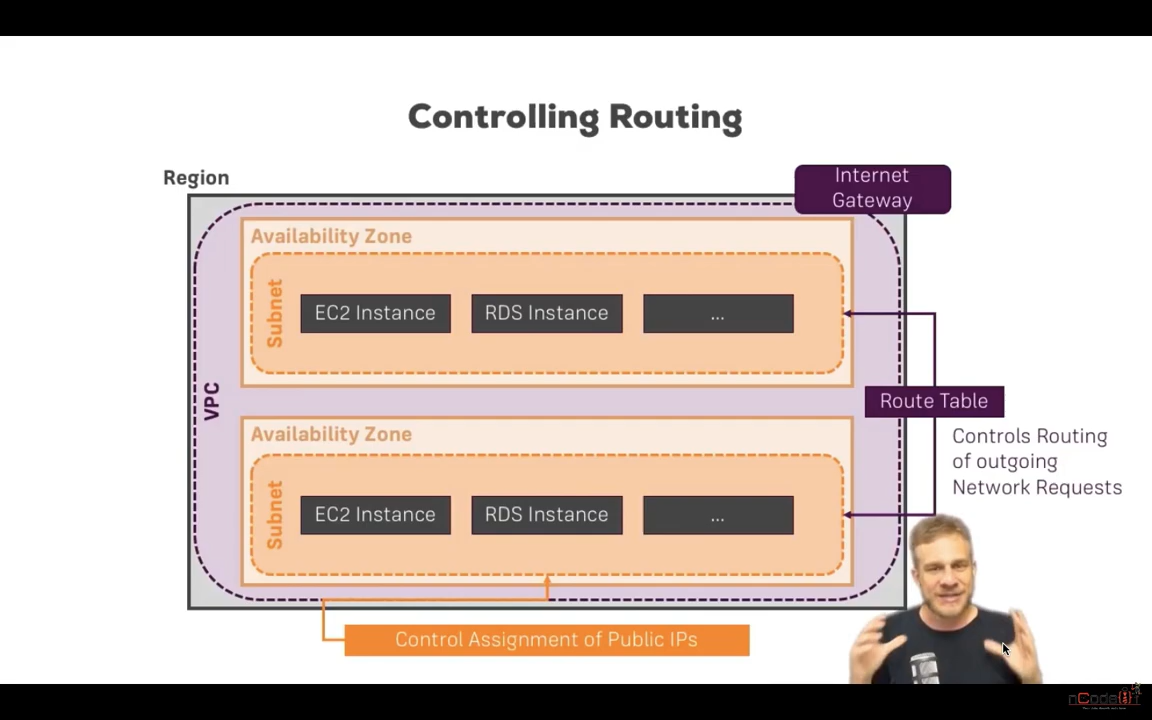 Controlling Routing
Region
Internet
Gateway
Availability Zone
Subnet
EC2 Instance
RDS Instance
...
VPC
Route Table
Controls Routing
of outgoing
Network Requests
Availability Zone
Subnet
EC2 Instance
RDS Instance
...
Control Assignment of Public IPs